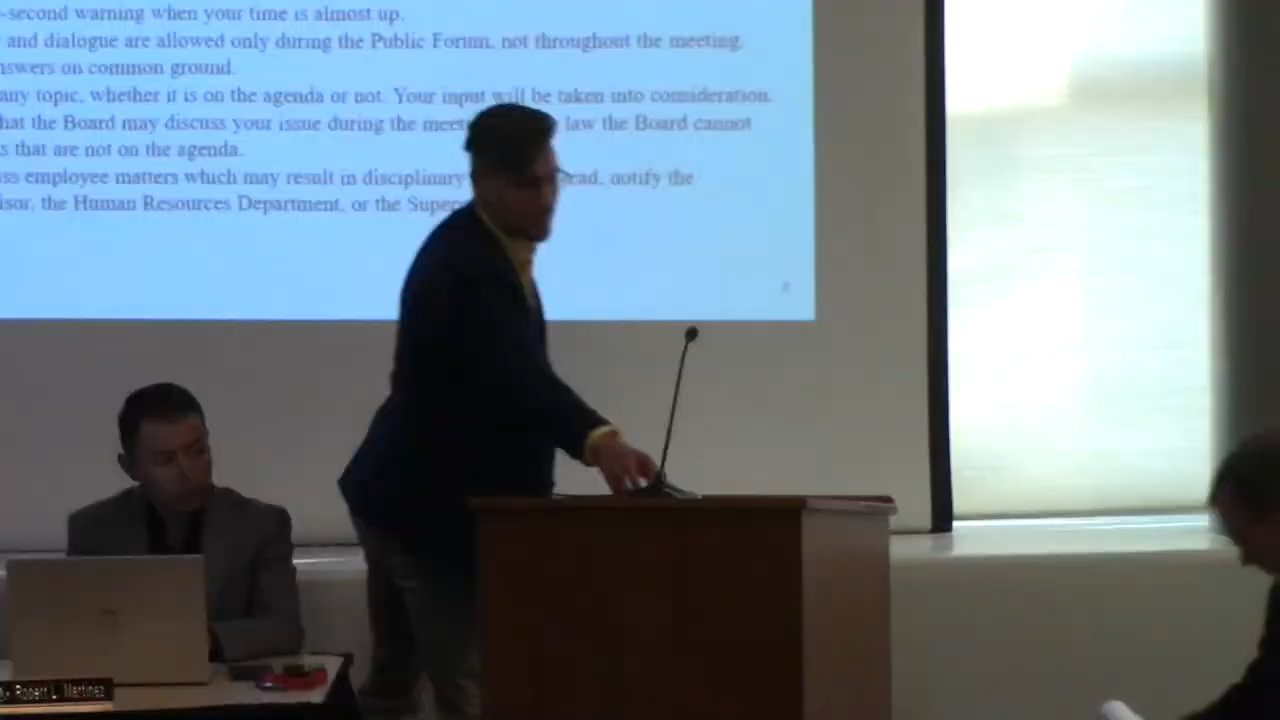 -second warning when your time is almost up.
and dialogue are allowed only during the Public Forum, not throughout the meeting.
nswers on common ground.
any topic, whether it is on the agenda or not. Your input will be taken into consideration.
hat the Board may discuss your issue during the mee law the Board cannot
s that are not on the agenda.
ss employee matters which may result in disciplinary ead, notify the
isor, the Human Resources Department, or the Supe
Robert L. Martinez